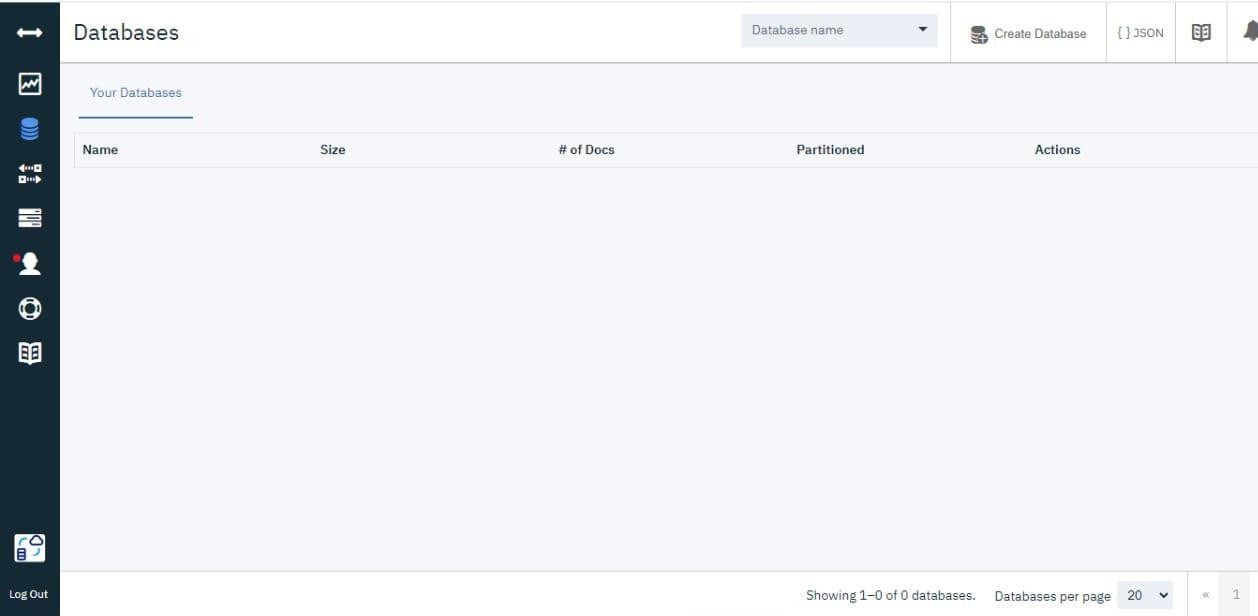 Databases
Database name
Create Database
{ } JSON
Your Databases
Name Size # of Docs Partitioned Actions
Log Out
Showing 1–0 of 0 databases. Databases per page 20 « 1